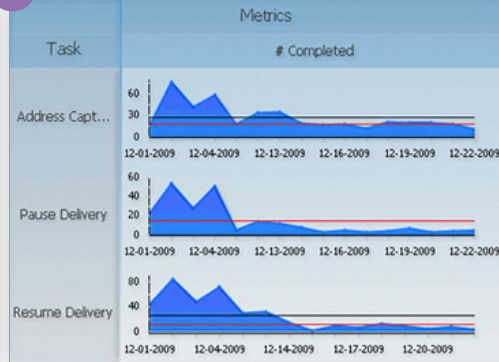 Metrics
Task
# Completed
Address Capt...
60
30
0
12-01-2009 12-04-2009 12-13-2009 12-16-2009 12-19-2009 12-22-2009
Pause Delivery
60
40
20
0
12-01-2009 12-04-2009 12-13-2009 12-16-2009 12-19-2009 12-22-2009
Resume Delivery
80
40
0
12-01-2009 12-04-2009 12-14-2009 12-17-2009 12-20-2009